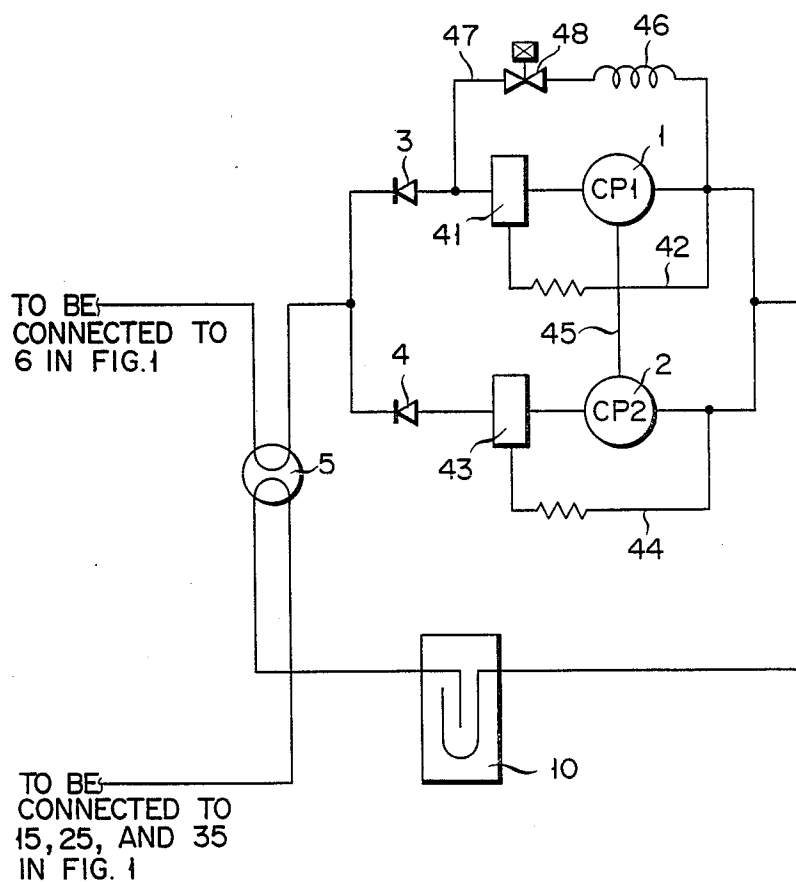 47
48
46
3
1
CP1
41
42
TO BE
CONNECTED TO
6 IN FIG.1
45
4
2
CP2
43
5
44
10
TO BE
CONNECTED TO
15, 25, AND 35
IN FIG. 1